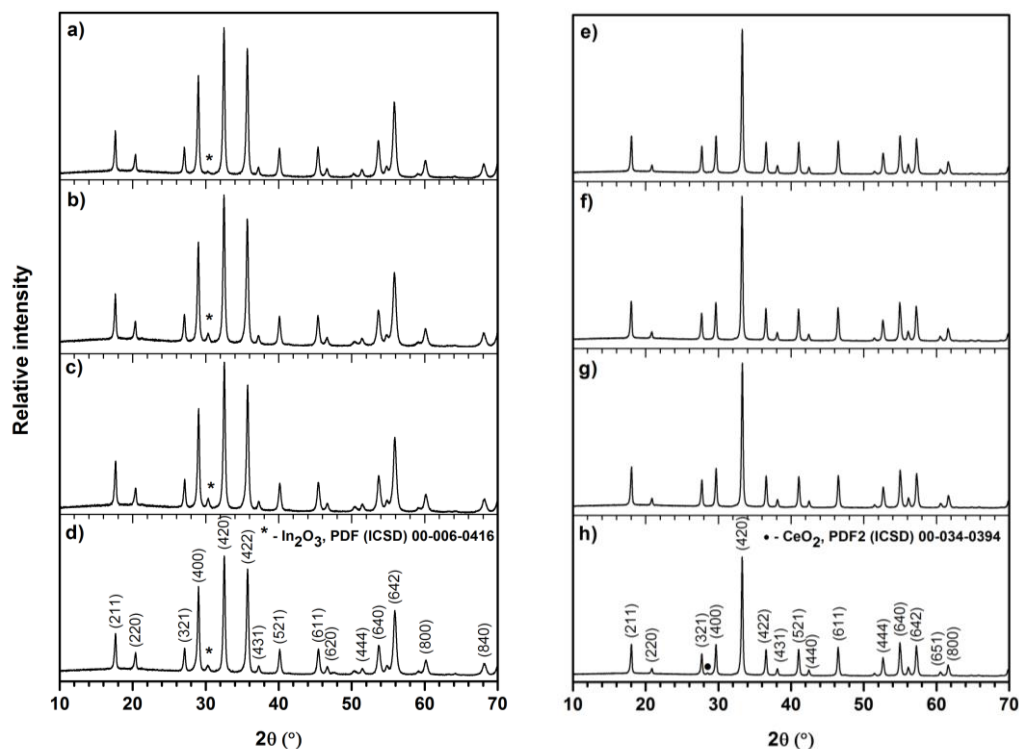 Relative intensity
a)
*
b)
*
c)
*
d)
* - In₂O₃, PDF (ICSD) 00-006-0416
(211)
(220)
(321)
(400)
*
(420)
(422)
(431)
(521)
(611)
(620)
(444)
(640)
(642)
(800)
(840)
10 20 30 40 50 60 70
2θ (°)
e)
f)
g)
h)
• - CeO₂, PDF2 (ICSD) 00-034-0394
(211)
(220)
(321)
•
(400)
(420)
(422)
(431)
(521)
(440)
(611)
(444)
(640)
(642)
(651)
(800)
10 20 30 40 50 60 70
2θ (°)